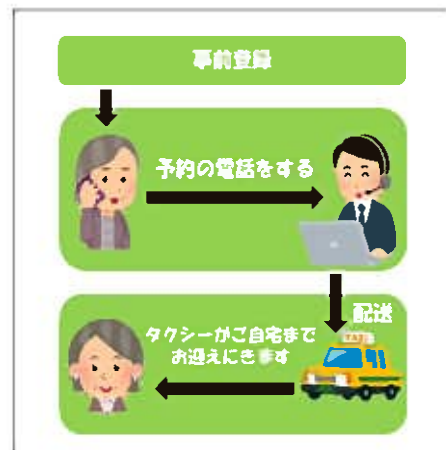 事前登録
予約の電話をする
配送
タクシーがご自宅まで
お迎えにきます
TAXI